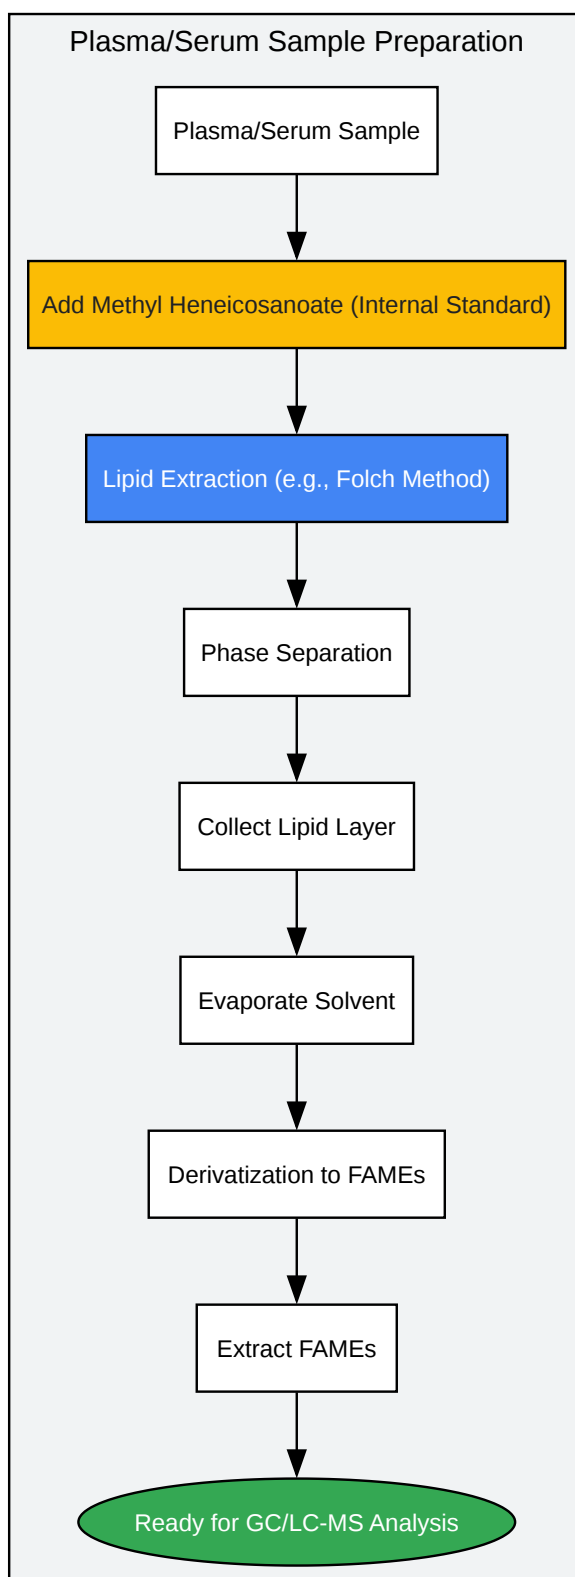 Plasma/Serum Sample Preparation
Plasma/Serum Sample
Add Methyl Heneicosanoate (Internal Standard)
Lipid Extraction (e.g., Folch Method)
Phase Separation
Collect Lipid Layer
Evaporate Solvent
Derivatization to FAMEs
Extract FAMEs
Ready for GC/LC-MS Analysis